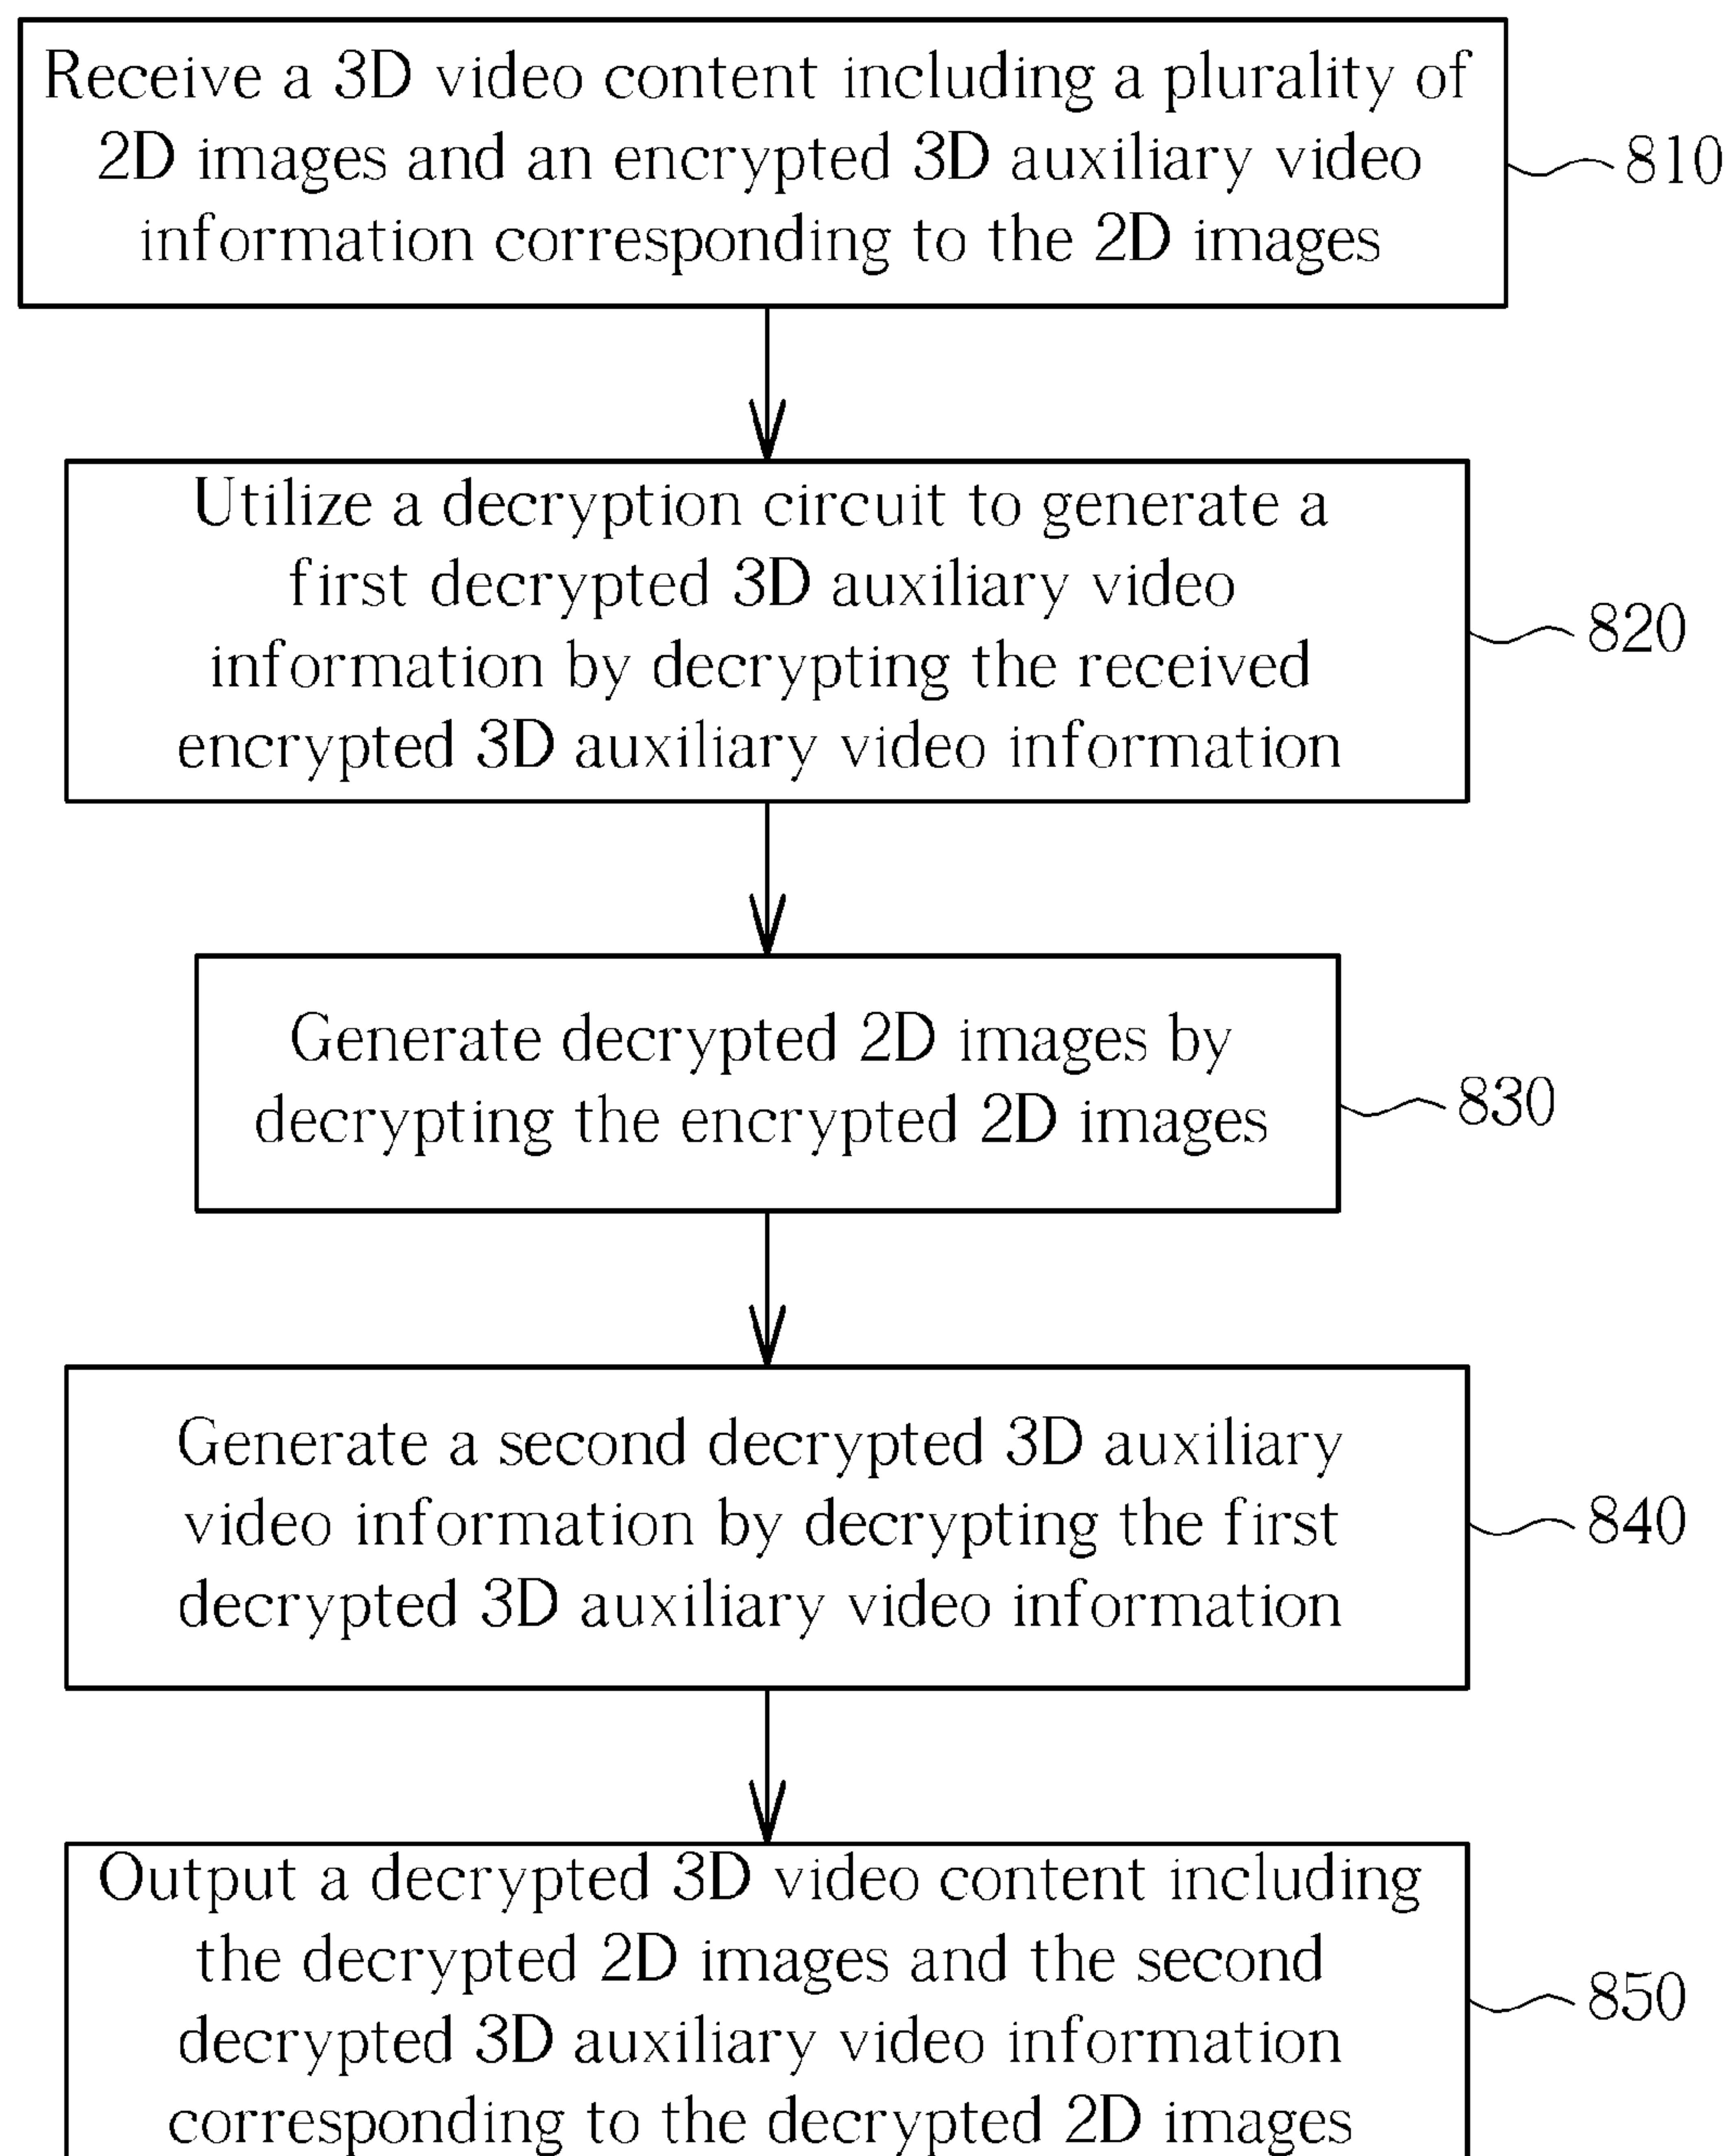 Receive a 3D video content including a plurality of
2D images and an encrypted 3D auxiliary video
information corresponding to the 2D images
810
Utilize a decryption circuit to generate a
first decrypted 3D auxiliary video
information by decrypting the received
encrypted 3D auxiliary video information
820
Generate decrypted 2D images by
decrypting the encrypted 2D images
830
Generate a second decrypted 3D auxiliary
video information by decrypting the first
decrypted 3D auxiliary video information
840
Output a decrypted 3D video content including
the decrypted 2D images and the second
decrypted 3D auxiliary video information
corresponding to the decrypted 2D images
850